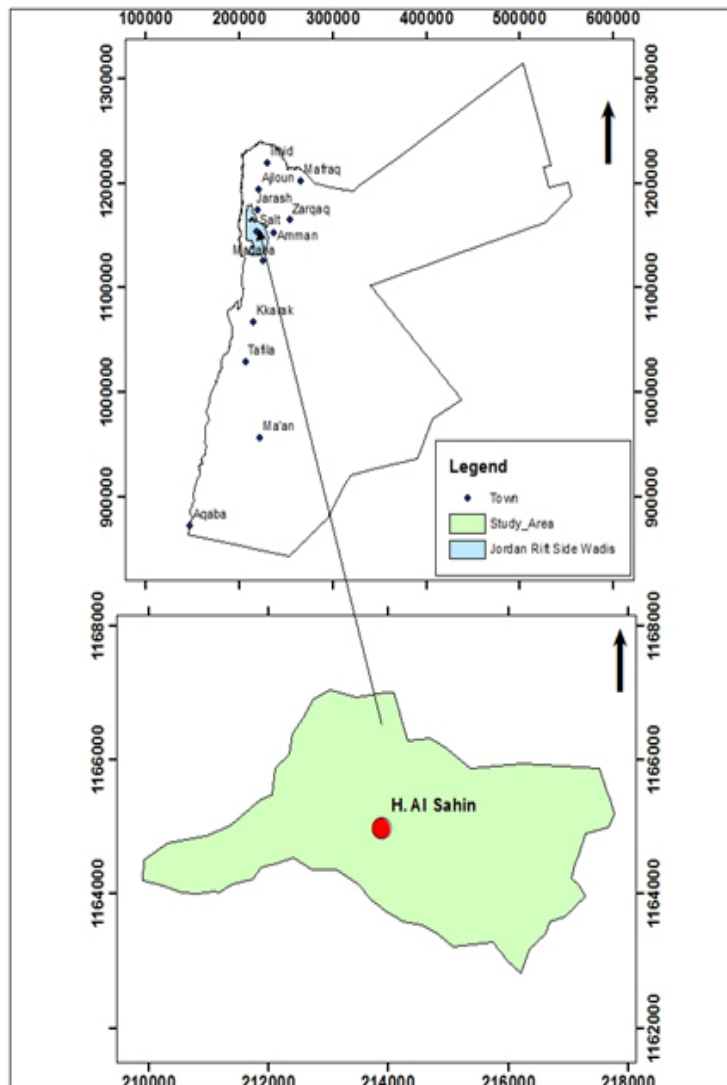 100000 200000 300000 400000 500000 600000
1300000
1300000
1200000
1200000
1100000
1100000
1000000
1000000
900000
900000
Irbid
Mafraq
Ajloun
Jarash
Zarqaq
Salt
Amman
Madaba
Kkarak
Tafila
Ma'an
Aqaba
Legend
Town
Study_Area
Jordan Rift Side Wadis
1168000
1168000
1166000
1166000
1164000
1164000
1162000
1162000
H. Al Sahin
210000 212000 214000 216000 218000